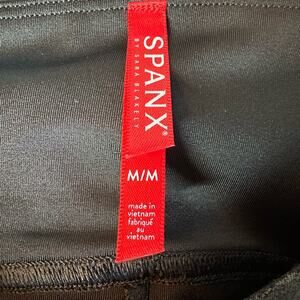 SPANX®
BY SARA BLAKELY
M/M
made in
vietnam
fabriqué
au
vietnam